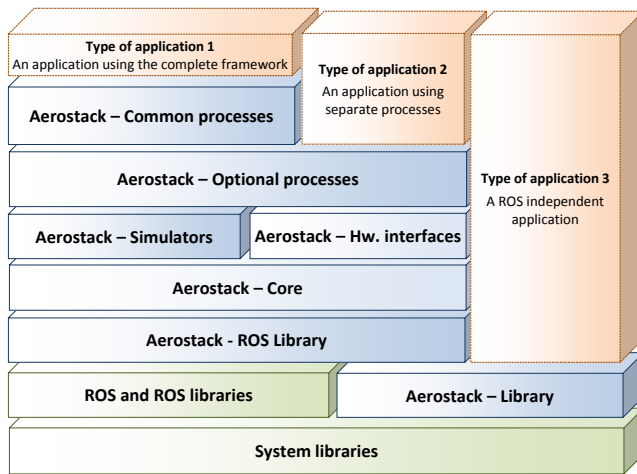 Type of application 1
An application using the complete framework
Type of application 2
An application using
separate processes
Aerostack – Common processes
Aerostack – Optional processes
Type of application 3
A ROS independent
application
Aerostack – Simulators
Aerostack – Hw. interfaces
Aerostack – Core
Aerostack - ROS Library
ROS and ROS libraries
Aerostack – Library
System libraries